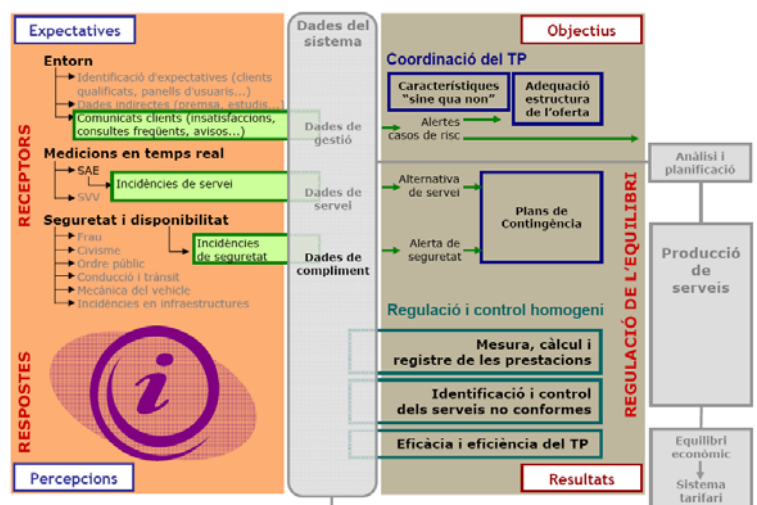 Expectatives
Entorn
Identificació d'expectatives (clients
qualificats, panells d'usuaris...)
Dades indirectes (premsa, estudis...)
Comunicats clients (insatisfaccions,
consultes freqüents, avisos...)
Medicions en temps real
SAE
Incidències de servei
SVV
Seguretat i disponibilitat
Frau
Civisme
Ordre públic
Conducció i trànsit
Mecànica del vehicle
Incidències en infraestructures
Incidències
de seguretat
RECEPTORS
RESPOSTES
i
Percepcions
Dades del
sistema
Dades de
gestió
Dades de
servei
Dades de
compliment
Objectius
Coordinació del TP
Característiques
"sine qua non"
Adequació
estructura
de l'oferta
Alertes
casos de risc
Alternativa
de servei
Alerta de
seguretat
Plans de
Contingència
Regulació i control homogeni
Mesura, càlcul i
registre de les prestacions
Identificació i control
dels serveis no conformes
Eficàcia i eficiència del TP
Resultats
REGULACIÓ DE L'EQUILIBRI
Anàlisi i
planificació
Producció
de
serveis
Equilibri
econòmic
Sistema
tarifari